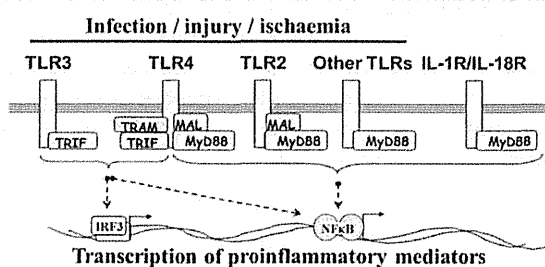 Infection / injury / ischaemia
TLR3 TLR4 TLR2 Other TLRs IL-1R/IL-18R
TRAM MAL MAL
TRIF TRIF MyD88 MyD88 MyD88 MyD88
IRF3 NFκB
Transcription of proinflammatory mediators